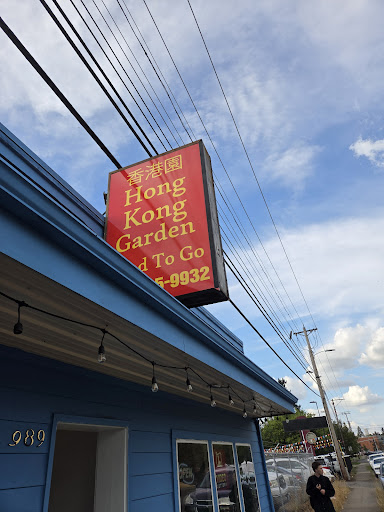 香港園
Hong
Kong
Garden
To Go
5-9932
989